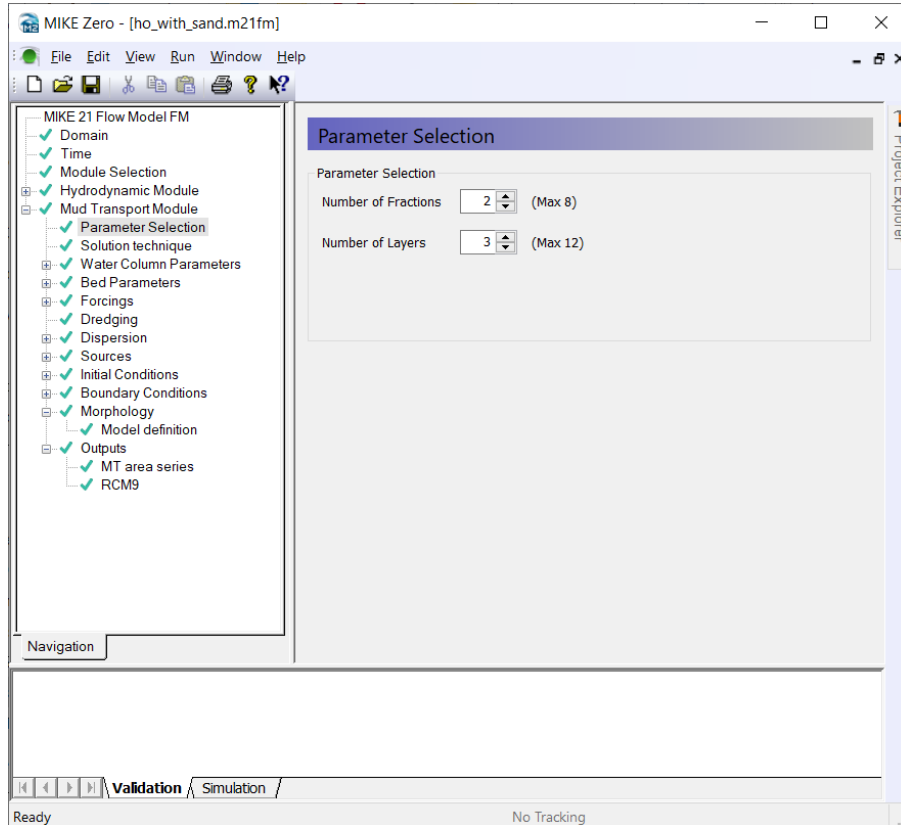 MIKE Zero - [ho_with_sand.m21fm]
File Edit View Run Window Help
MIKE 21 Flow Model FM
Domain
Time
Module Selection
Hydrodynamic Module
Mud Transport Module
Parameter Selection
Solution technique
Water Column Parameters
Bed Parameters
Forcings
Dredging
Dispersion
Sources
Initial Conditions
Boundary Conditions
Morphology
Model definition
Outputs
MT area series
RCM9
Navigation
Parameter Selection
Parameter Selection
Number of Fractions 2 (Max 8)
Number of Layers 3 (Max 12)
Project Explorer
Validation Simulation
Ready No Tracking